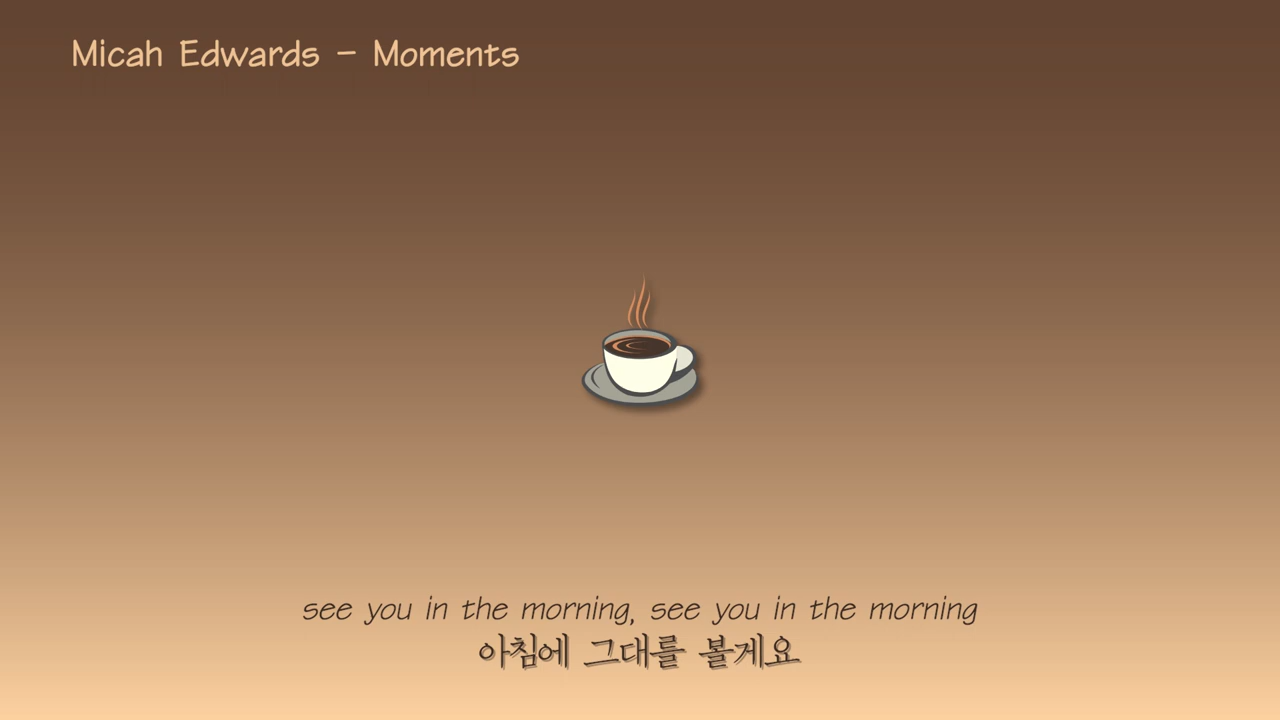 Micah Edwards - Moments
see you in the morning, see you in the morning
아침에 그대를 볼게요